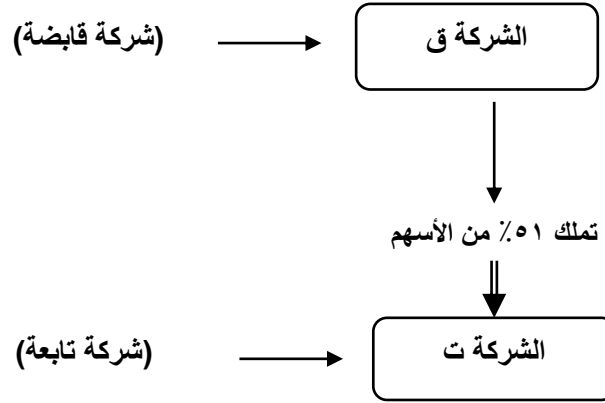 الشركة ق
(شركة قابضة)
تملك ٥١٪ من الأسهم
الشركة ت
(شركة تابعة)